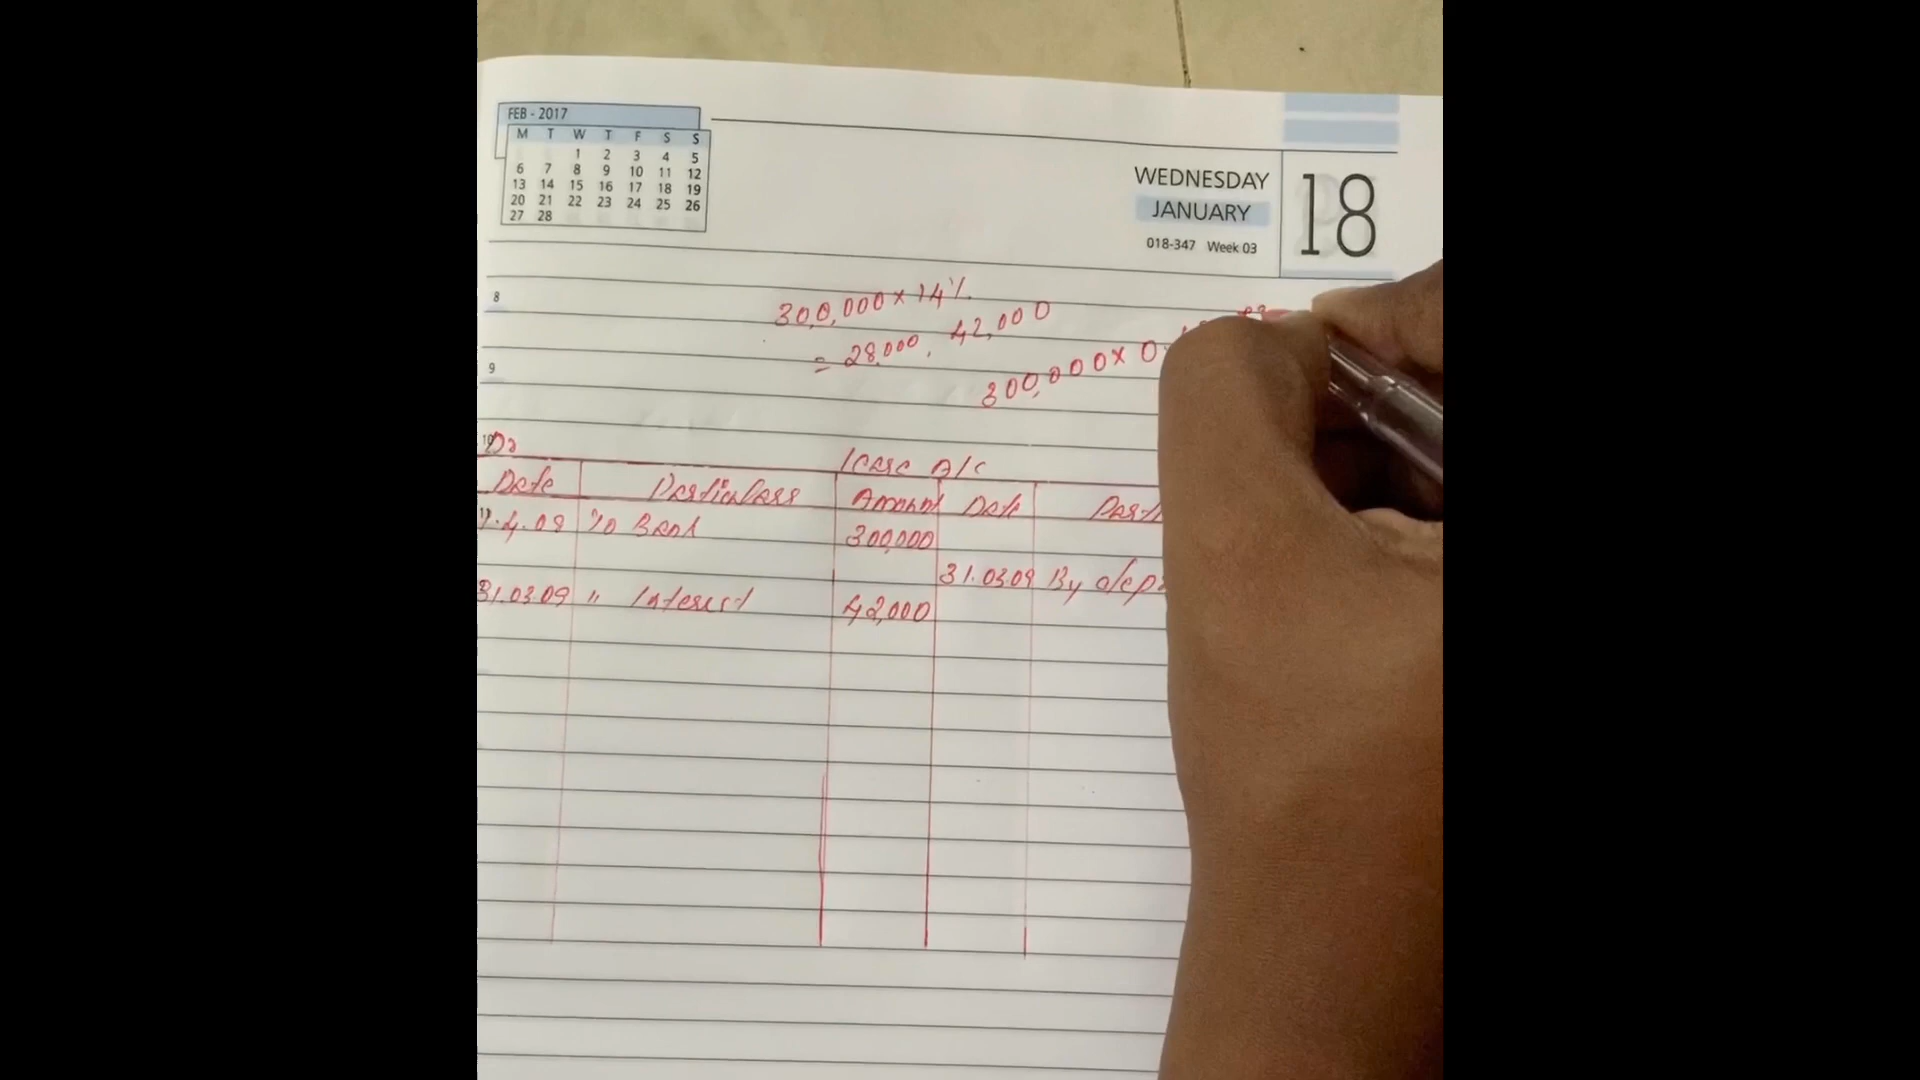 FEB - 2017
M T W T F S S
1 2 3 4 5
6 7 8 9 10 11 12
13 14 15 16 17 18 19
20 21 22 23 24 25 26
27 28
WEDNESDAY
JANUARY
018-347 Week 03
18
8
300,000 × 14%
= 28,000. 42,000
9
300,000 × 0.
10
Dr
lease A/C
Date Particulars Amount Date
11
1.4.08 To Bank 300,000
31.03.09 By
31.03.09 " Interest 42,000